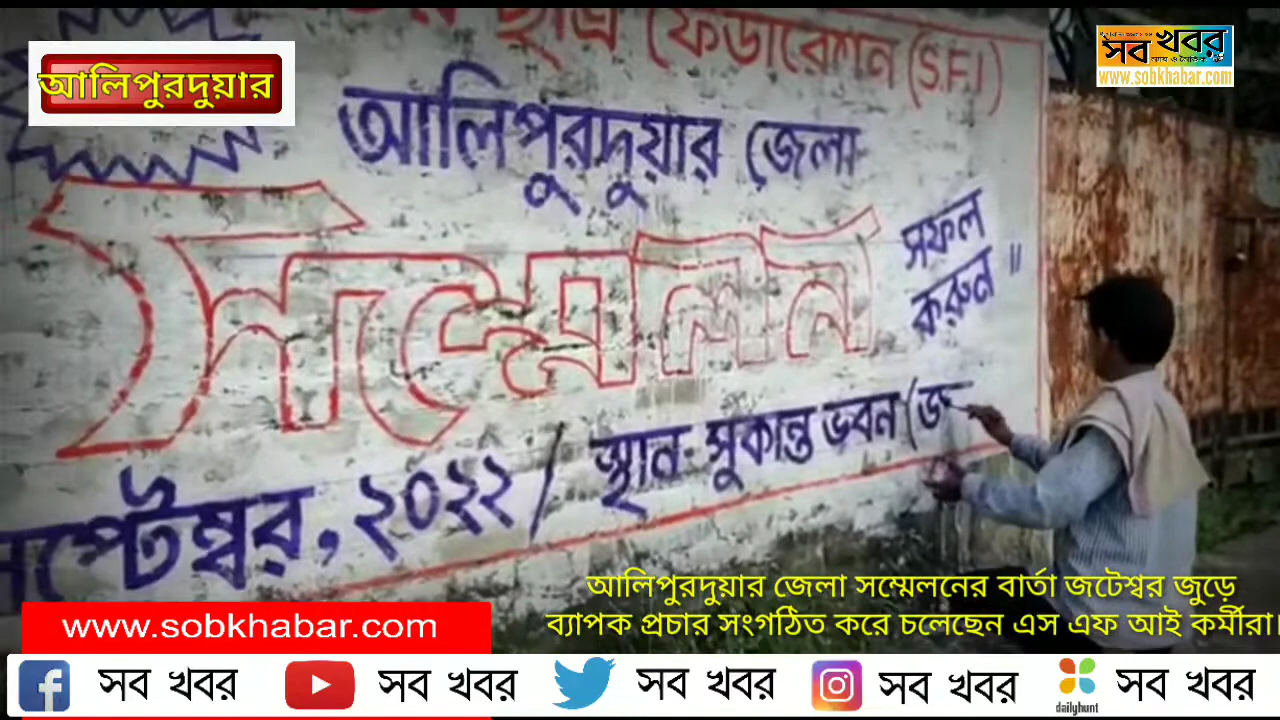 ছাত্র ফেডারেশন (S.F.I)
আলিপুরদুয়ার
সব খবর
www.sobkhabar.com
আলিপুরদুয়ার জেলা
সম্মেলন
সফল
করুন"
২০২২ / স্থান- সুকান্ত ভবন (জ
আলিপুরদুয়ার জেলা সম্মেলনের বার্তা জটেশ্বর জুড়ে
ব্যাপক প্রচার সংগঠিত করে চলেছেন এস এফ আই কর্মীরা।
www.sobkhabar.com
সব খবর
সব খবর
সব খবর
সব খবর
সব খবর
dailyhunt